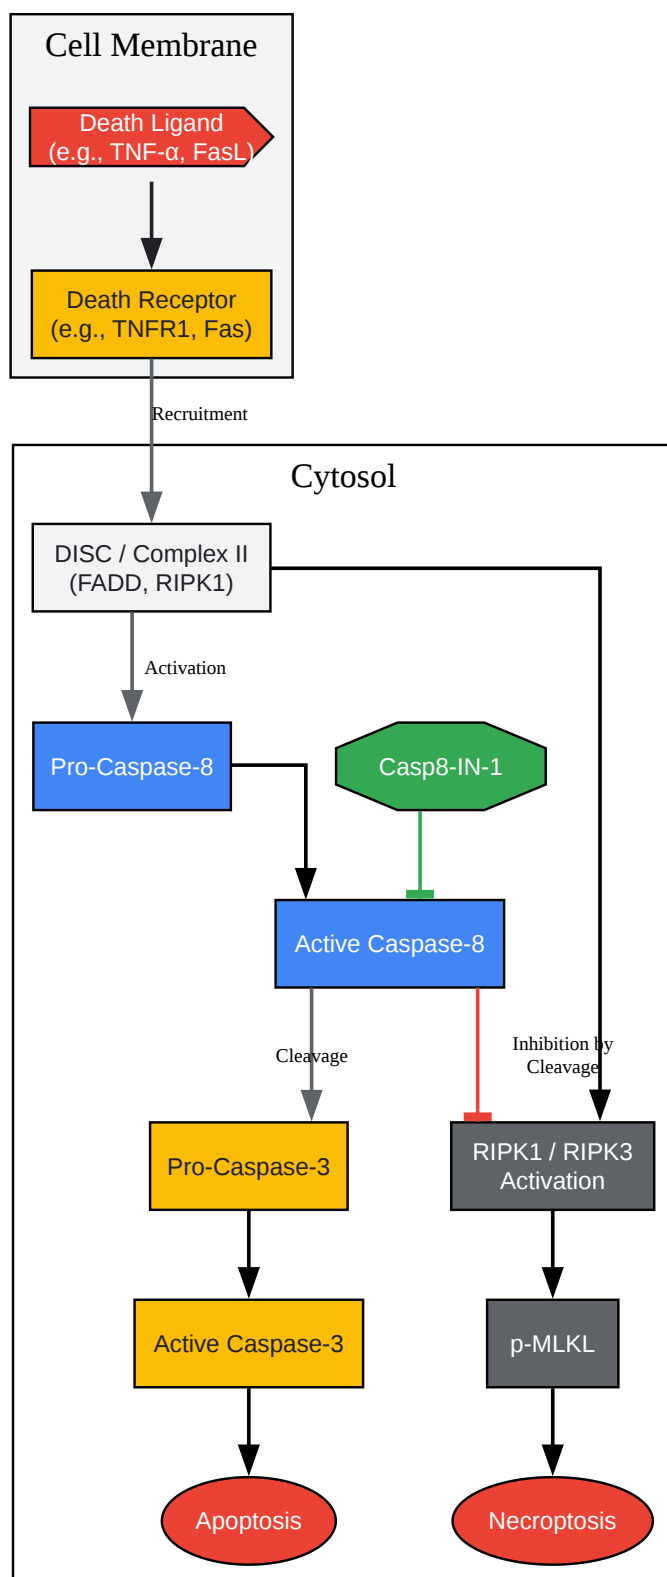 Cell Membrane
Death Ligand
(e.g., TNF-α, FasL)
Death Receptor
(e.g., TNFR1, Fas)
Recruitment
Cytosol
DISC / Complex II
(FADD, RIPK1)
Activation
Pro-Caspase-8
Casp8-IN-1
Active Caspase-8
Cleavage
Inhibition by
Cleavage
Pro-Caspase-3
RIPK1 / RIPK3
Activation
Active Caspase-3
p-MLKL
Apoptosis
Necroptosis